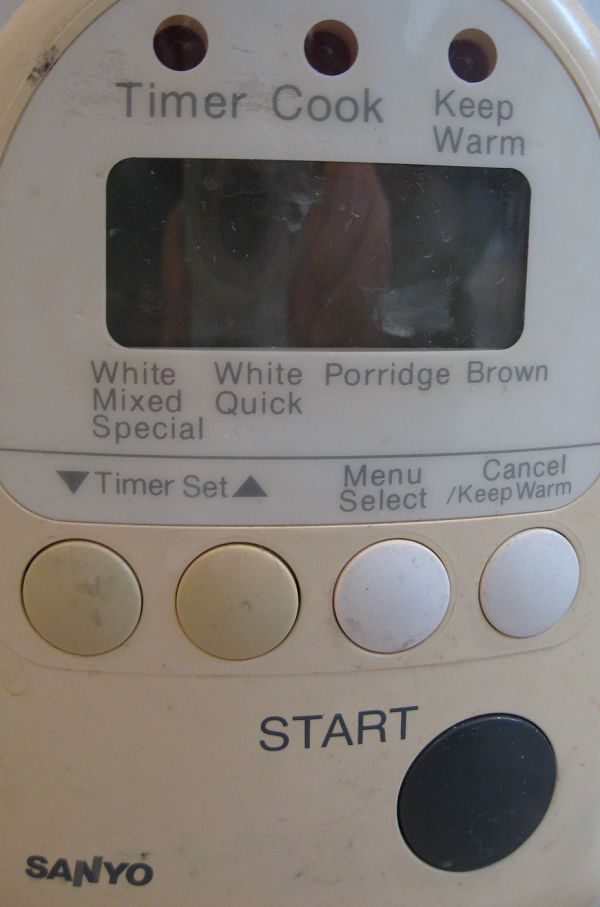 Timer Cook Keep
Warm
White White Porridge Brown
Mixed Quick
Special
▼Timer Set▲ Menu Cancel
Select /Keep Warm
START
SANYO